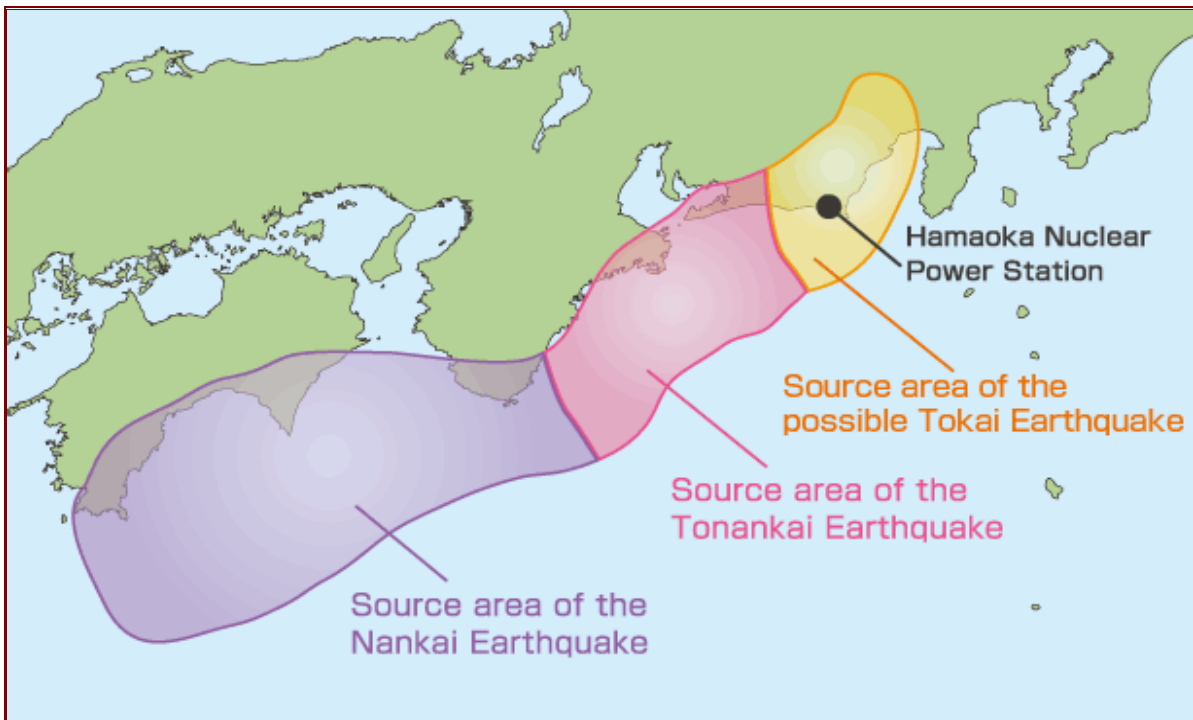 Hamaoka Nuclear
Power Station
Source area of the
possible Tokai Earthquake
Source area of the
Tonankai Earthquake
Source area of the
Nankai Earthquake